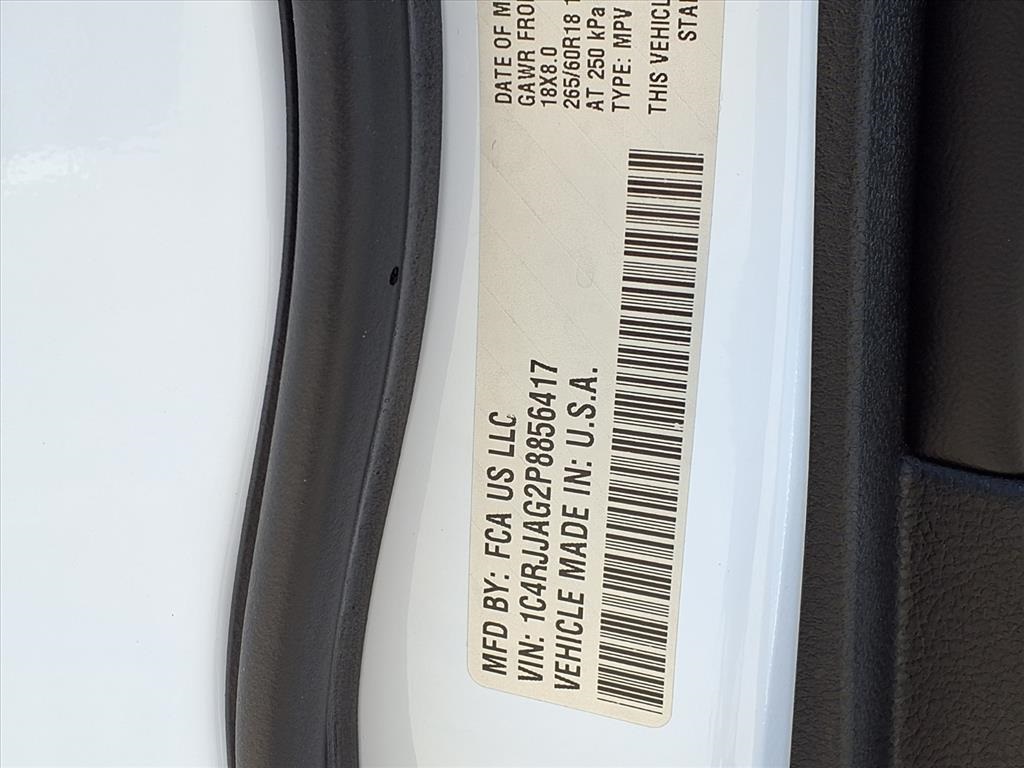 MFD BY: FCA US LLC
VIN: 1C4RJJAG2P8856417
VEHICLE MADE IN: U.S.A.
DATE OF M
GAWR FRO
18X8.0
265/60R18 1
AT 250 kPa
TYPE: MPV
THIS VEHICL
STA